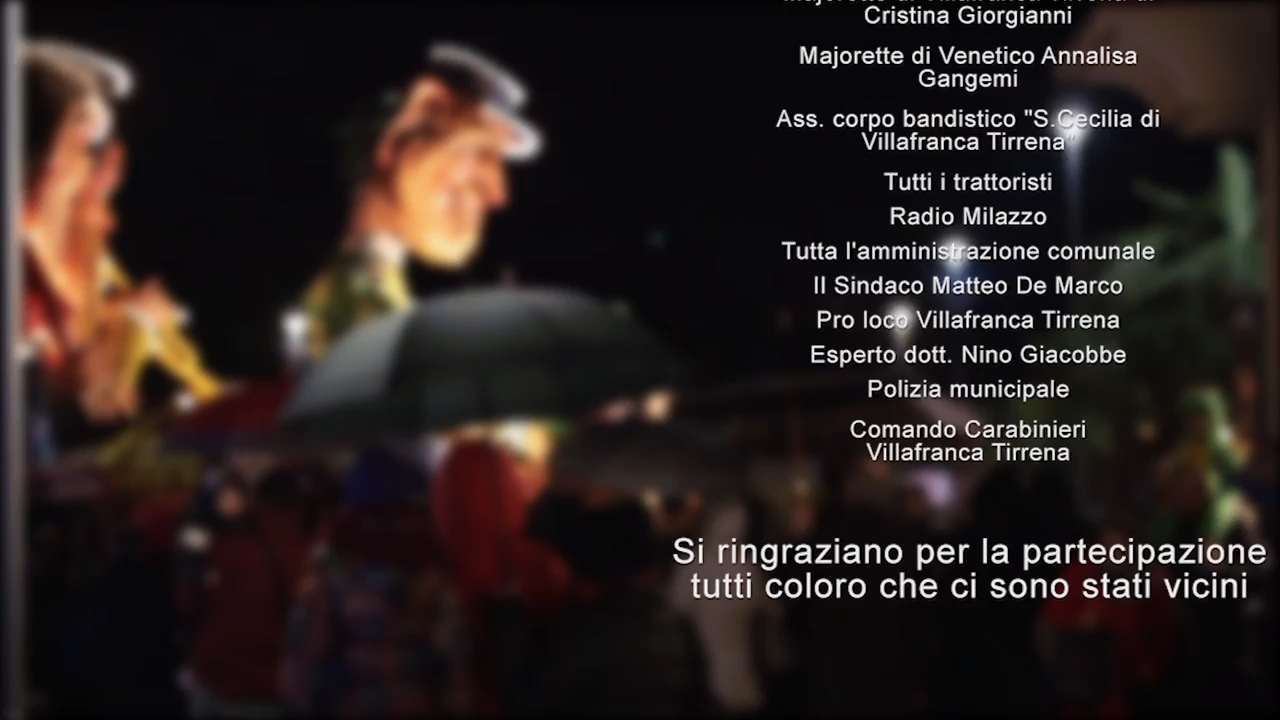 Cristina Giorgianni
Majorette di Venetico Annalisa
Gangemi
Ass. corpo bandistico "S.Cecilia di
Villafranca Tirrena"
Tutti i trattoristi
Radio Milazzo
Tutta l'amministrazione comunale
Il Sindaco Matteo De Marco
Pro loco Villafranca Tirrena
Esperto dott. Nino Giacobbe
Polizia municipale
Comando Carabinieri
Villafranca Tirrena
Si ringraziano per la partecipazione
tutti coloro che ci sono stati vicini